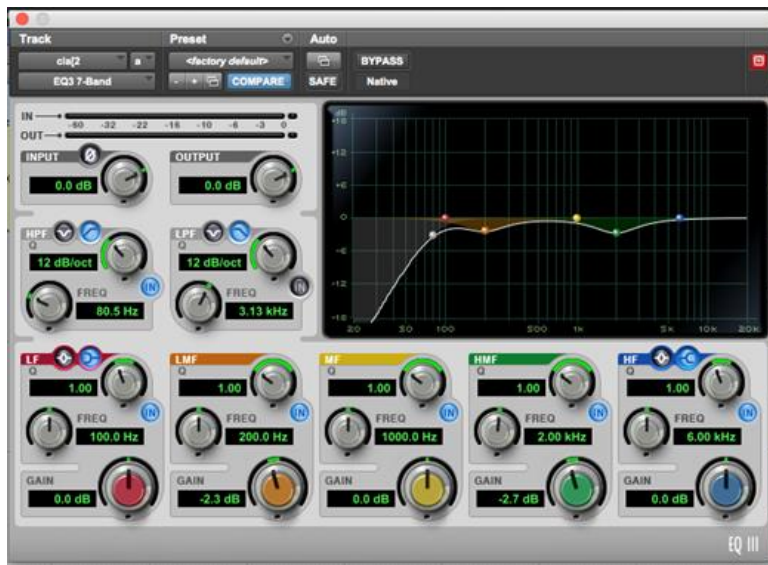 Track Preset Auto
cla[2 a <factory default> BYPASS
EQ3 7-Band - + COMPARE SAFE Native
IN
-60 -32 -22 -16 -10 -6 -3 0
OUT
INPUT Ø OUTPUT
0.0 dB 0.0 dB
HPF LPF
Q Q
12 dB/oct 12 dB/oct
IN IN
FREQ FREQ
80.5 Hz 3.13 kHz
dB
+18
+12
+6
0
-6
-12
-18
20 50 100 500 1K 5K 10K 20K
LF LMF MF HMF HF
Q Q Q Q Q
1.00 1.00 1.00 1.00 1.00
IN IN IN IN IN
FREQ FREQ FREQ FREQ FREQ
100.0 Hz 200.0 Hz 1000.0 Hz 2.00 kHz 6.00 kHz
GAIN GAIN GAIN GAIN GAIN
0.0 dB -2.3 dB 0.0 dB -2.7 dB 0.0 dB
EQ III